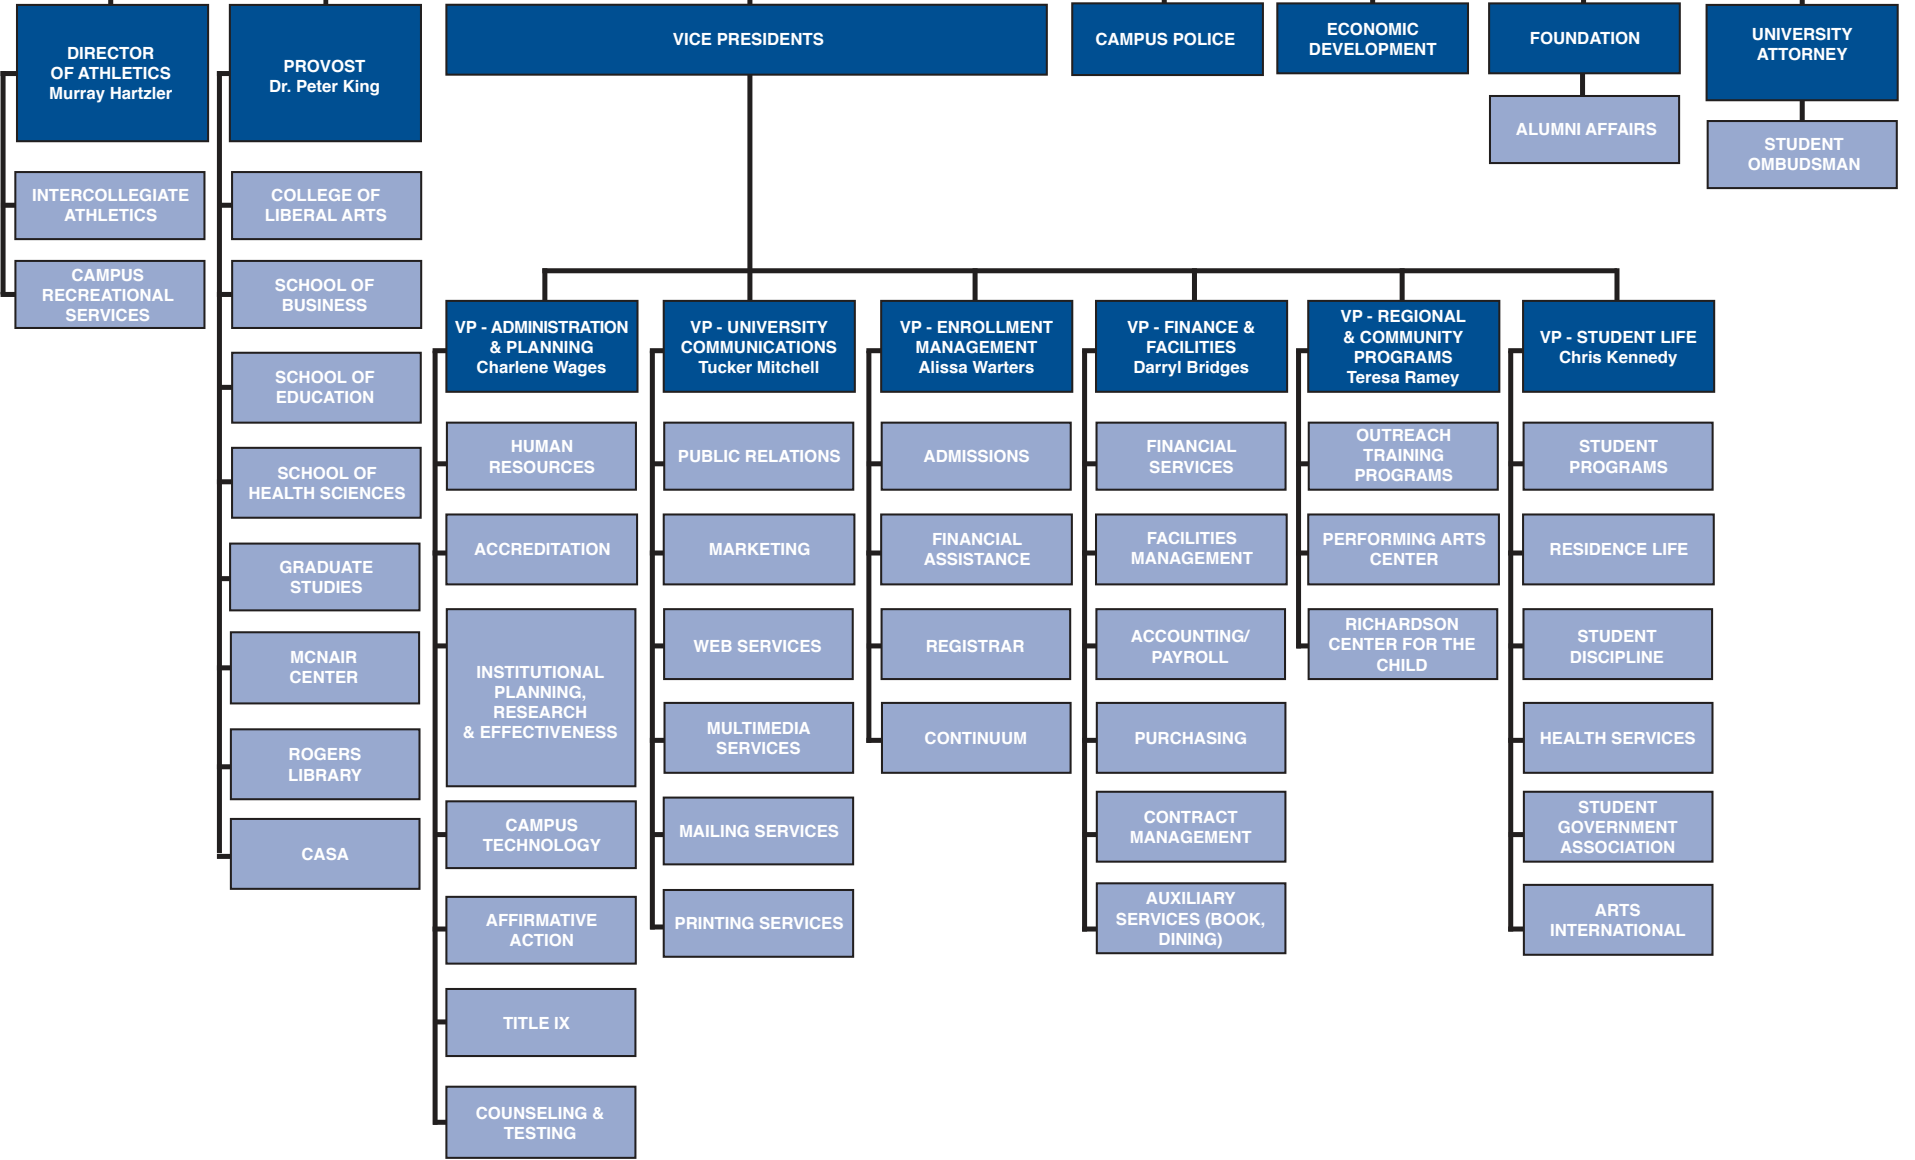 DIRECTOR
OF ATHLETICS
Murray Hartzler
PROVOST
Dr. Peter King
VICE PRESIDENTS
CAMPUS POLICE
ECONOMIC
DEVELOPMENT
FOUNDATION
UNIVERSITY
ATTORNEY
ALUMNI AFFAIRS
STUDENT
OMBUDSMAN
INTERCOLLEGIATE
ATHLETICS
CAMPUS
RECREATIONAL
SERVICES
COLLEGE OF
LIBERAL ARTS
SCHOOL OF
BUSINESS
SCHOOL OF
EDUCATION
SCHOOL OF
HEALTH SCIENCES
GRADUATE
STUDIES
MCNAIR
CENTER
ROGERS
LIBRARY
CASA
VP - ADMINISTRATION
& PLANNING
Charlene Wages
HUMAN
RESOURCES
ACCREDITATION
INSTITUTIONAL
PLANNING,
RESEARCH
& EFFECTIVENESS
CAMPUS
TECHNOLOGY
AFFIRMATIVE
ACTION
TITLE IX
COUNSELING &
TESTING
VP - UNIVERSITY
COMMUNICATIONS
Tucker Mitchell
PUBLIC RELATIONS
MARKETING
WEB SERVICES
MULTIMEDIA
SERVICES
MAILING SERVICES
PRINTING SERVICES
VP - ENROLLMENT
MANAGEMENT
Alissa Warters
ADMISSIONS
FINANCIAL
ASSISTANCE
REGISTRAR
CONTINUUM
VP - FINANCE &
FACILITIES
Darryl Bridges
FINANCIAL
SERVICES
FACILITIES
MANAGEMENT
ACCOUNTING/
PAYROLL
PURCHASING
CONTRACT
MANAGEMENT
AUXILIARY
SERVICES (BOOK,
DINING)
VP - REGIONAL
& COMMUNITY
PROGRAMS
Teresa Ramey
OUTREACH
TRAINING
PROGRAMS
PERFORMING ARTS
CENTER
RICHARDSON
CENTER FOR THE
CHILD
VP - STUDENT LIFE
Chris Kennedy
STUDENT
PROGRAMS
RESIDENCE LIFE
STUDENT
DISCIPLINE
HEALTH SERVICES
STUDENT
GOVERNMENT
ASSOCIATION
ARTS
INTERNATIONAL